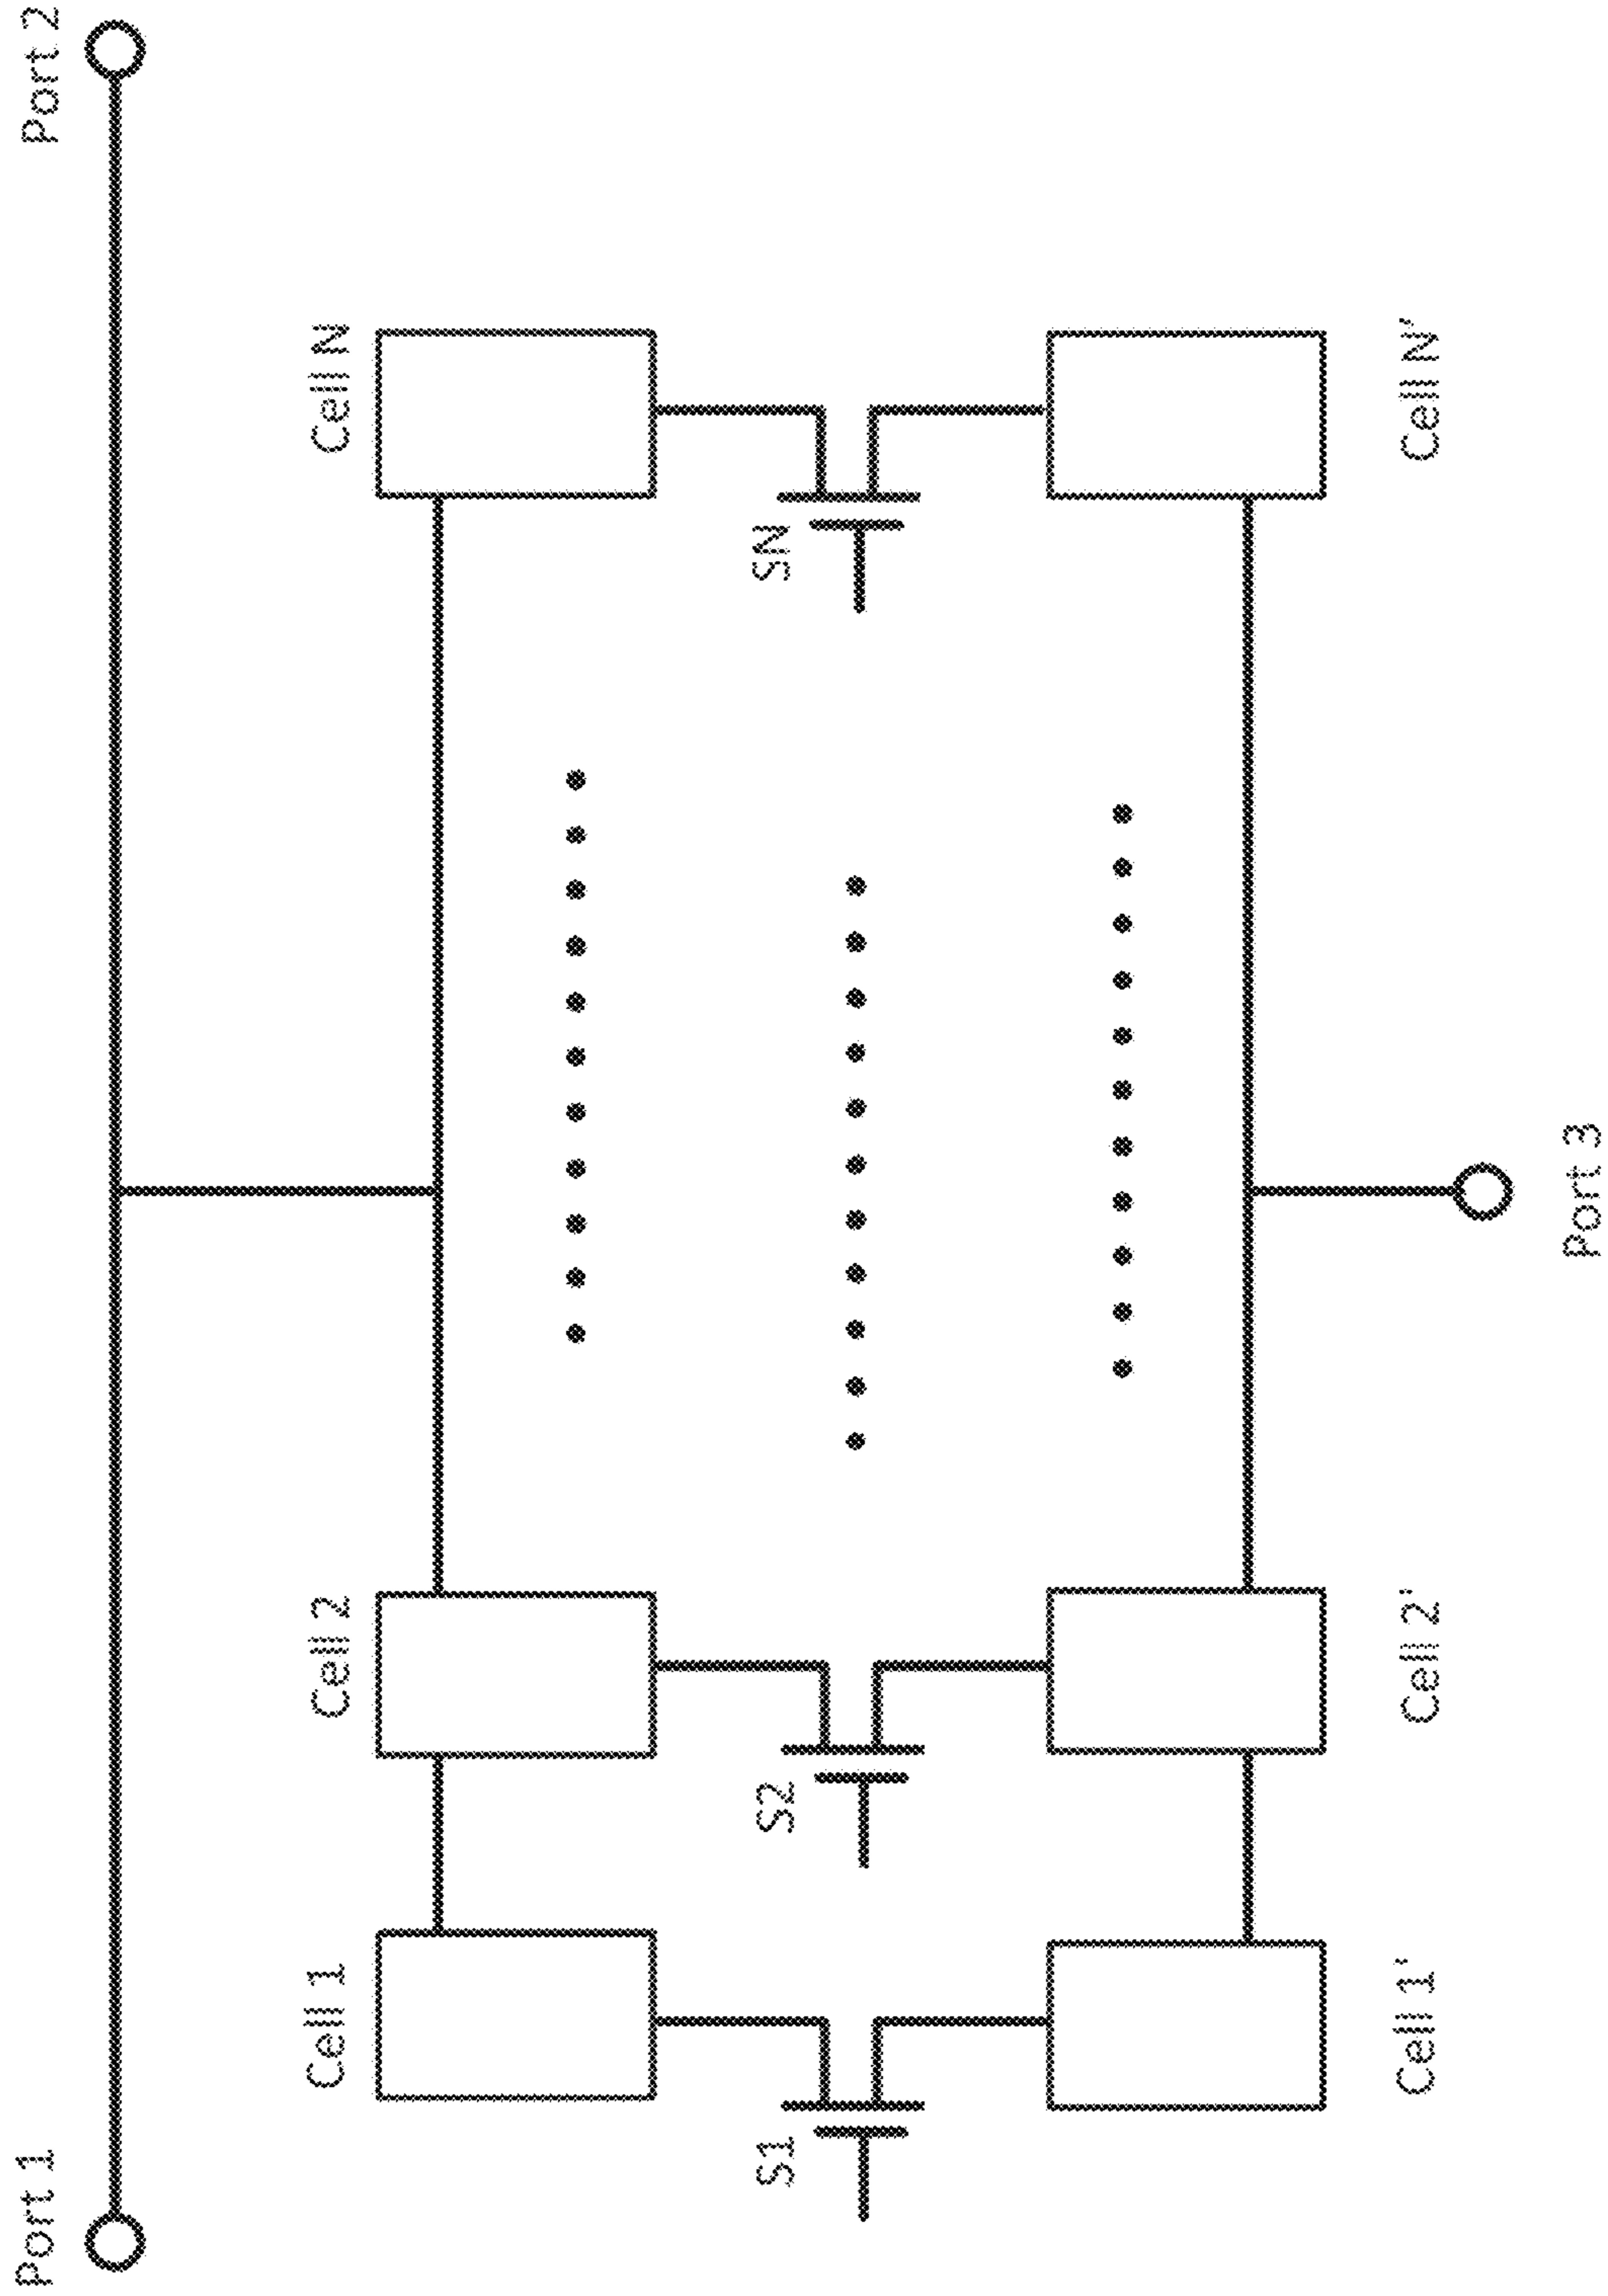 Port 1
Port 2
Cell 1
Cell 2
Cell N
S1
S2
SN
Cell 1'
Cell 2'
Cell N'
Port 3